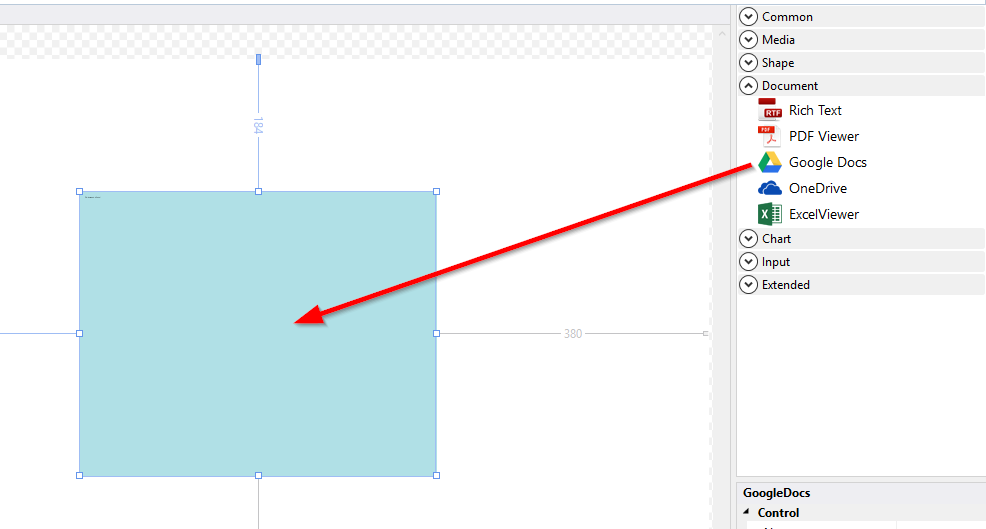 Common
Media
Shape
Document
RTF Rich Text
PDF PDF Viewer
Google Docs
OneDrive
ExcelViewer
Chart
Input
Extended
184
380
GoogleDocs
Control